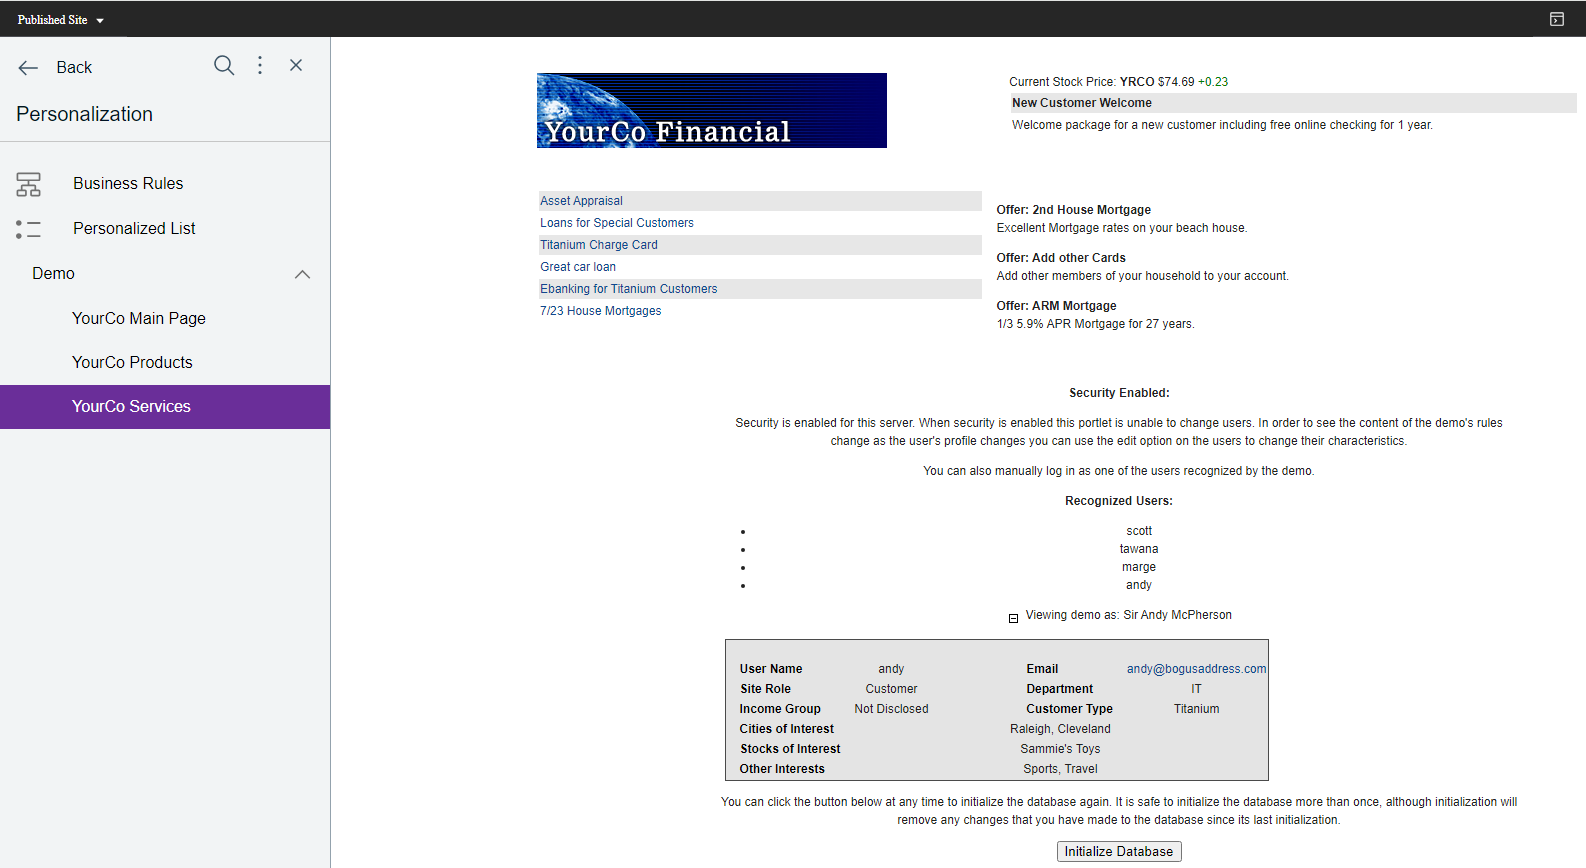 Published Site
Back
Personalization
Business Rules
Personalized List
Demo
YourCo Main Page
YourCo Products
YourCo Services
YourCo Financial
Current Stock Price: YRCO $74.69 +0.23
New Customer Welcome
Welcome package for a new customer including free online checking for 1 year.
Asset Appraisal
Loans for Special Customers
Titanium Charge Card
Great car loan
Ebanking for Titanium Customers
7/23 House Mortgages
Offer: 2nd House Mortgage
Excellent Mortgage rates on your beach house.
Offer: Add other Cards
Add other members of your household to your account.
Offer: ARM Mortgage
1/3 5.9% APR Mortgage for 27 years.
Security Enabled:
Security is enabled for this server. When security is enabled this portlet is unable to change users. In order to see the content of the demo's rules
change as the user's profile changes you can use the edit option on the users to change their characteristics.
You can also manually log in as one of the users recognized by the demo.
Recognized Users:
scott
tawana
marge
andy
Viewing demo as: Sir Andy McPherson
User Name andy Email andy@bogusaddress.com
Site Role Customer Department IT
Income Group Not Disclosed Customer Type Titanium
Cities of Interest Raleigh, Cleveland
Stocks of Interest Sammie's Toys
Other Interests Sports, Travel
You can click the button below at any time to initialize the database again. It is safe to initialize the database more than once, although initialization will
remove any changes that you have made to the database since its last initialization.
Initialize Database